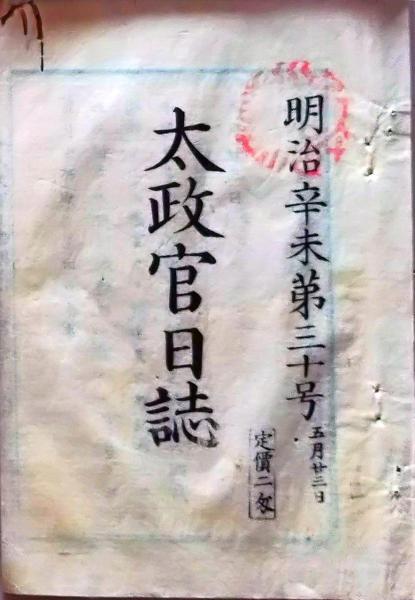 明治辛未第三十号
五月廿三日
定價二匁
太政官日誌